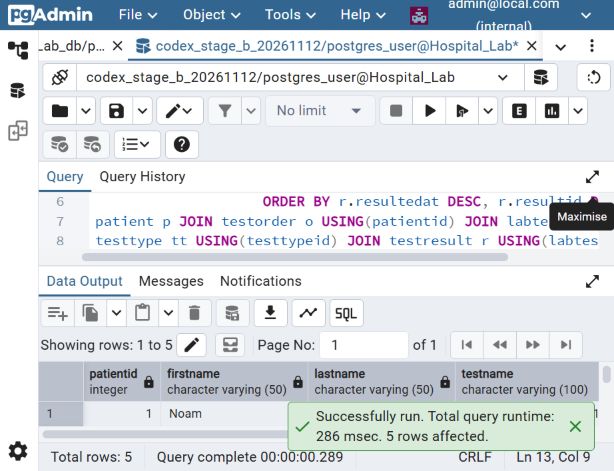 pgAdmin File Object Tools Help admin@local.com (internal)
_ab_db/p... codex_stage_b_20261112/postgres_user@Hospital_Lab*
codex_stage_b_20261112/postgres_user@Hospital_Lab
No limit
E
Query Query History
6 ORDER BY r.resultedat DESC, r.resultid
Maximise
7 patient p JOIN testorder o USING(patientid) JOIN labte
8 testtype tt USING(testtypeid) JOIN testresult r USING(labtes
Data Output Messages Notifications
SQL
Showing rows: 1 to 5 Page No: 1 of 1
patientid firstname lastname testname
integer character varying (50) character varying (50) character varying (100)
1 1 Noam
Successfully run. Total query runtime:
286 msec. 5 rows affected.
Total rows: 5 Query complete 00:00:00.289 CRLF Ln 13, Col 9